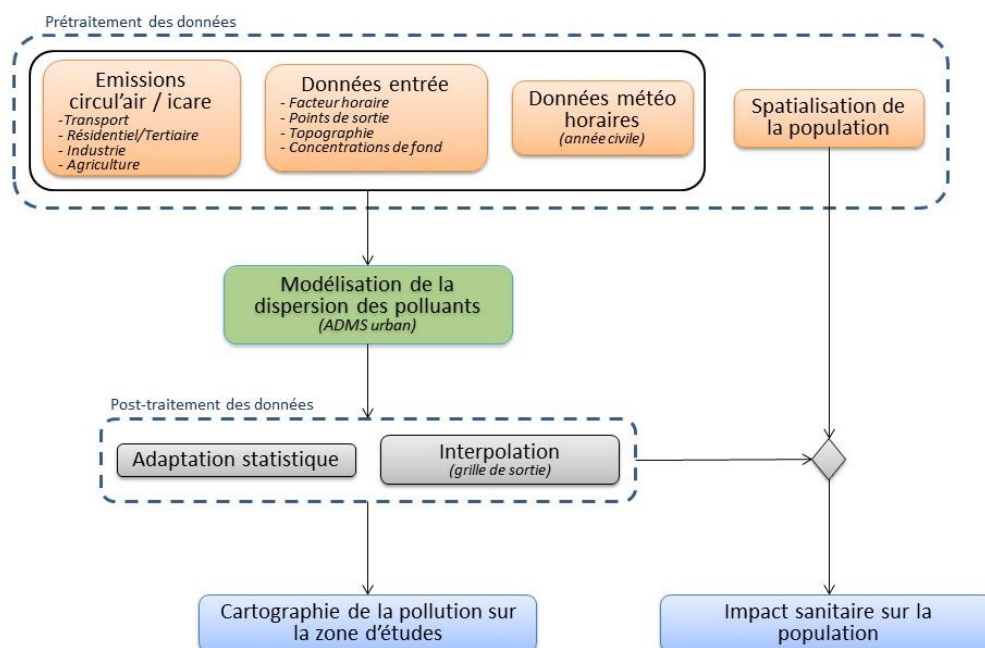 Prétraitement des données
Emissions
circul'air / icare
-Transport
- Résidentiel/Tertiaire
- Industrie
- Agriculture
Données entrée
- Facteur horaire
- Points de sortie
- Topographie
- Concentrations de fond
Données météo
horaires
(année civile)
Spatialisation de
la population
Modélisation de la
dispersion des polluants
(ADMS urban)
Post-traitement des données
Adaptation statistique
Interpolation
(grille de sortie)
Cartographie de la pollution sur
la zone d'études
Impact sanitaire sur la
population